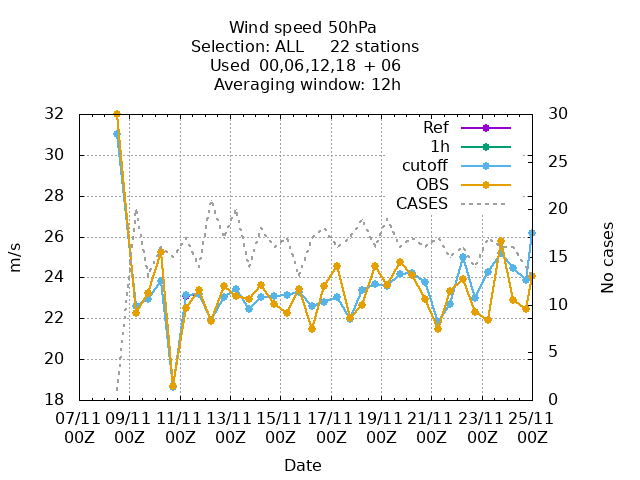 Wind speed 50hPa
Selection: ALL 22 stations
Used 00,06,12,18 + 06
Averaging window: 12h
Ref
1h
cutoff
OBS
CASES
32
30
28
26
24
22
20
18
30
25
20
15
10
5
0
m/s
No cases
07/11 09/11 11/11 13/11 15/11 17/11 19/11 21/11 23/11 25/11
00Z 00Z 00Z 00Z 00Z 00Z 00Z 00Z 00Z 00Z
Date